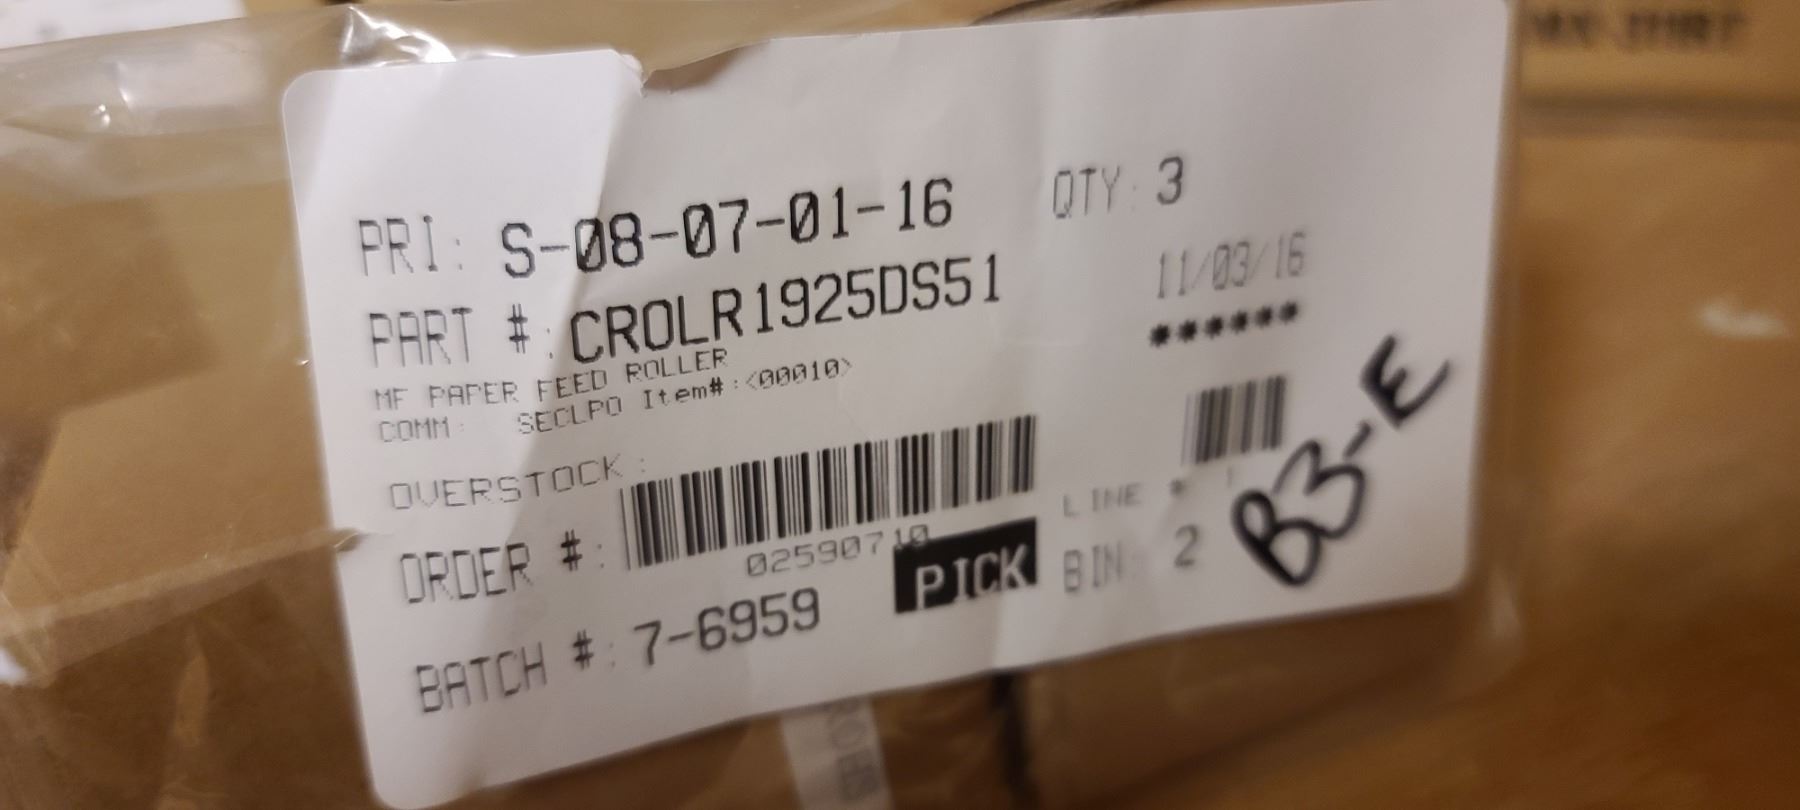 PRI: S-08-07-01-16 QTY: 3
PART #: CROLR1925DS51 11/03/16
MF PAPER FEED ROLLER ******
COMM: SECLPO Item#:<00010>
OVERSTOCK:
ORDER #: 02590710 LINE #
BATCH #: 7-6959 PICK BIN: 2
B3-E